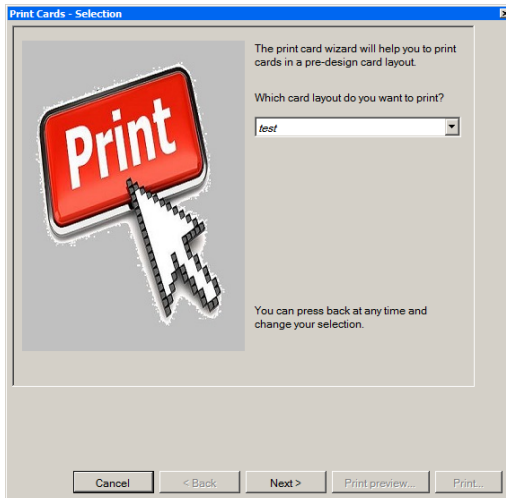 Print Cards - Selection
The print card wizard will help you to print
cards in a pre-design card layout.
Which card layout do you want to print?
test
Print
You can press back at any time and
change your selection.
Cancel
< Back
Next >
Print preview...
Print...